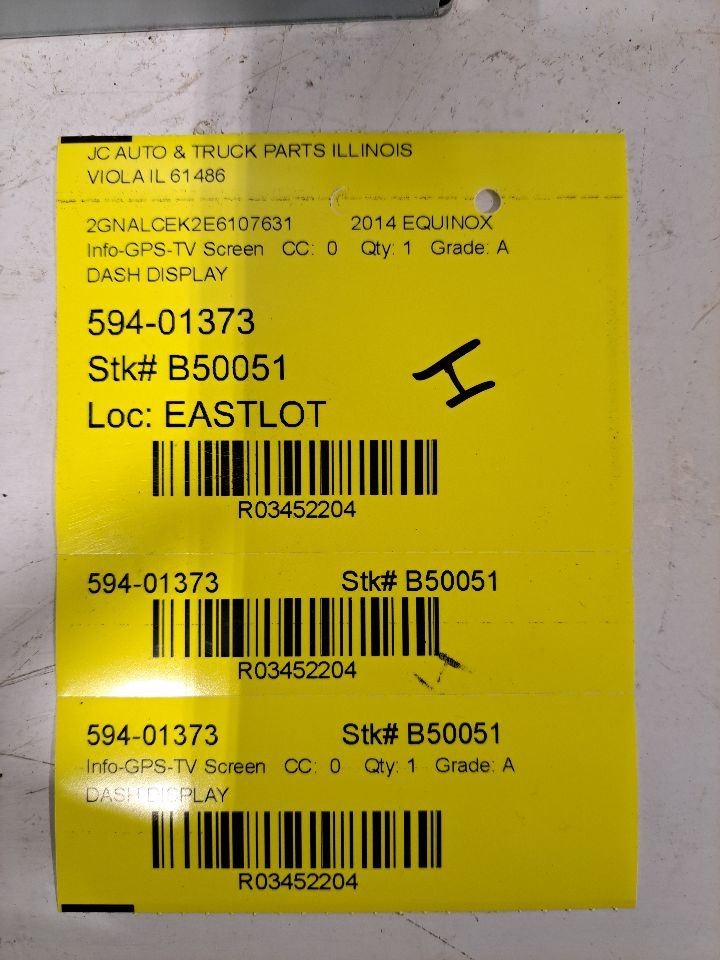 JC AUTO & TRUCK PARTS ILLINOIS
VIOLA IL 61486
2GNALCEK2E6107631 2014 EQUINOX
Info-GPS-TV Screen CC: 0 Qty: 1 Grade: A
DASH DISPLAY
594-01373
Stk# B50051
Loc: EASTLOT
H
R03452204
594-01373 Stk# B50051
R03452204
594-01373 Stk# B50051
Info-GPS-TV Screen CC: 0 Qty: 1 Grade: A
DASH DISPLAY
R03452204